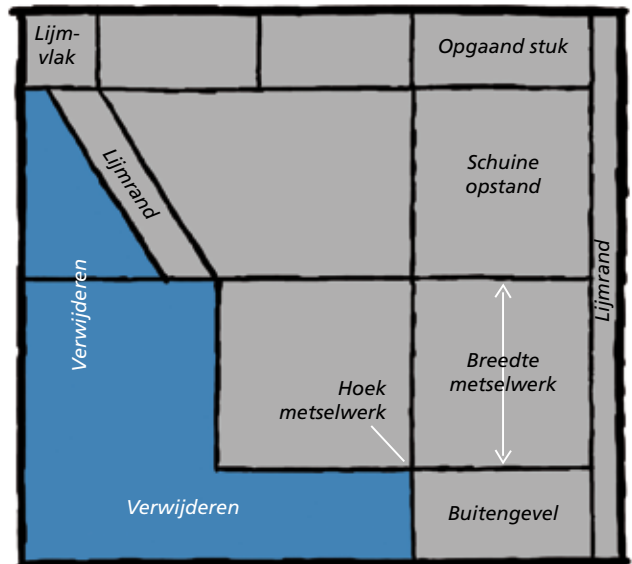 Lijm-
vlak
Opgaand stuk
Lijmrand
Schuine
opstand
Lijmrand
Verwijderen
Hoek
metselwerk
Breedte
metselwerk
Verwijderen
Buitengevel